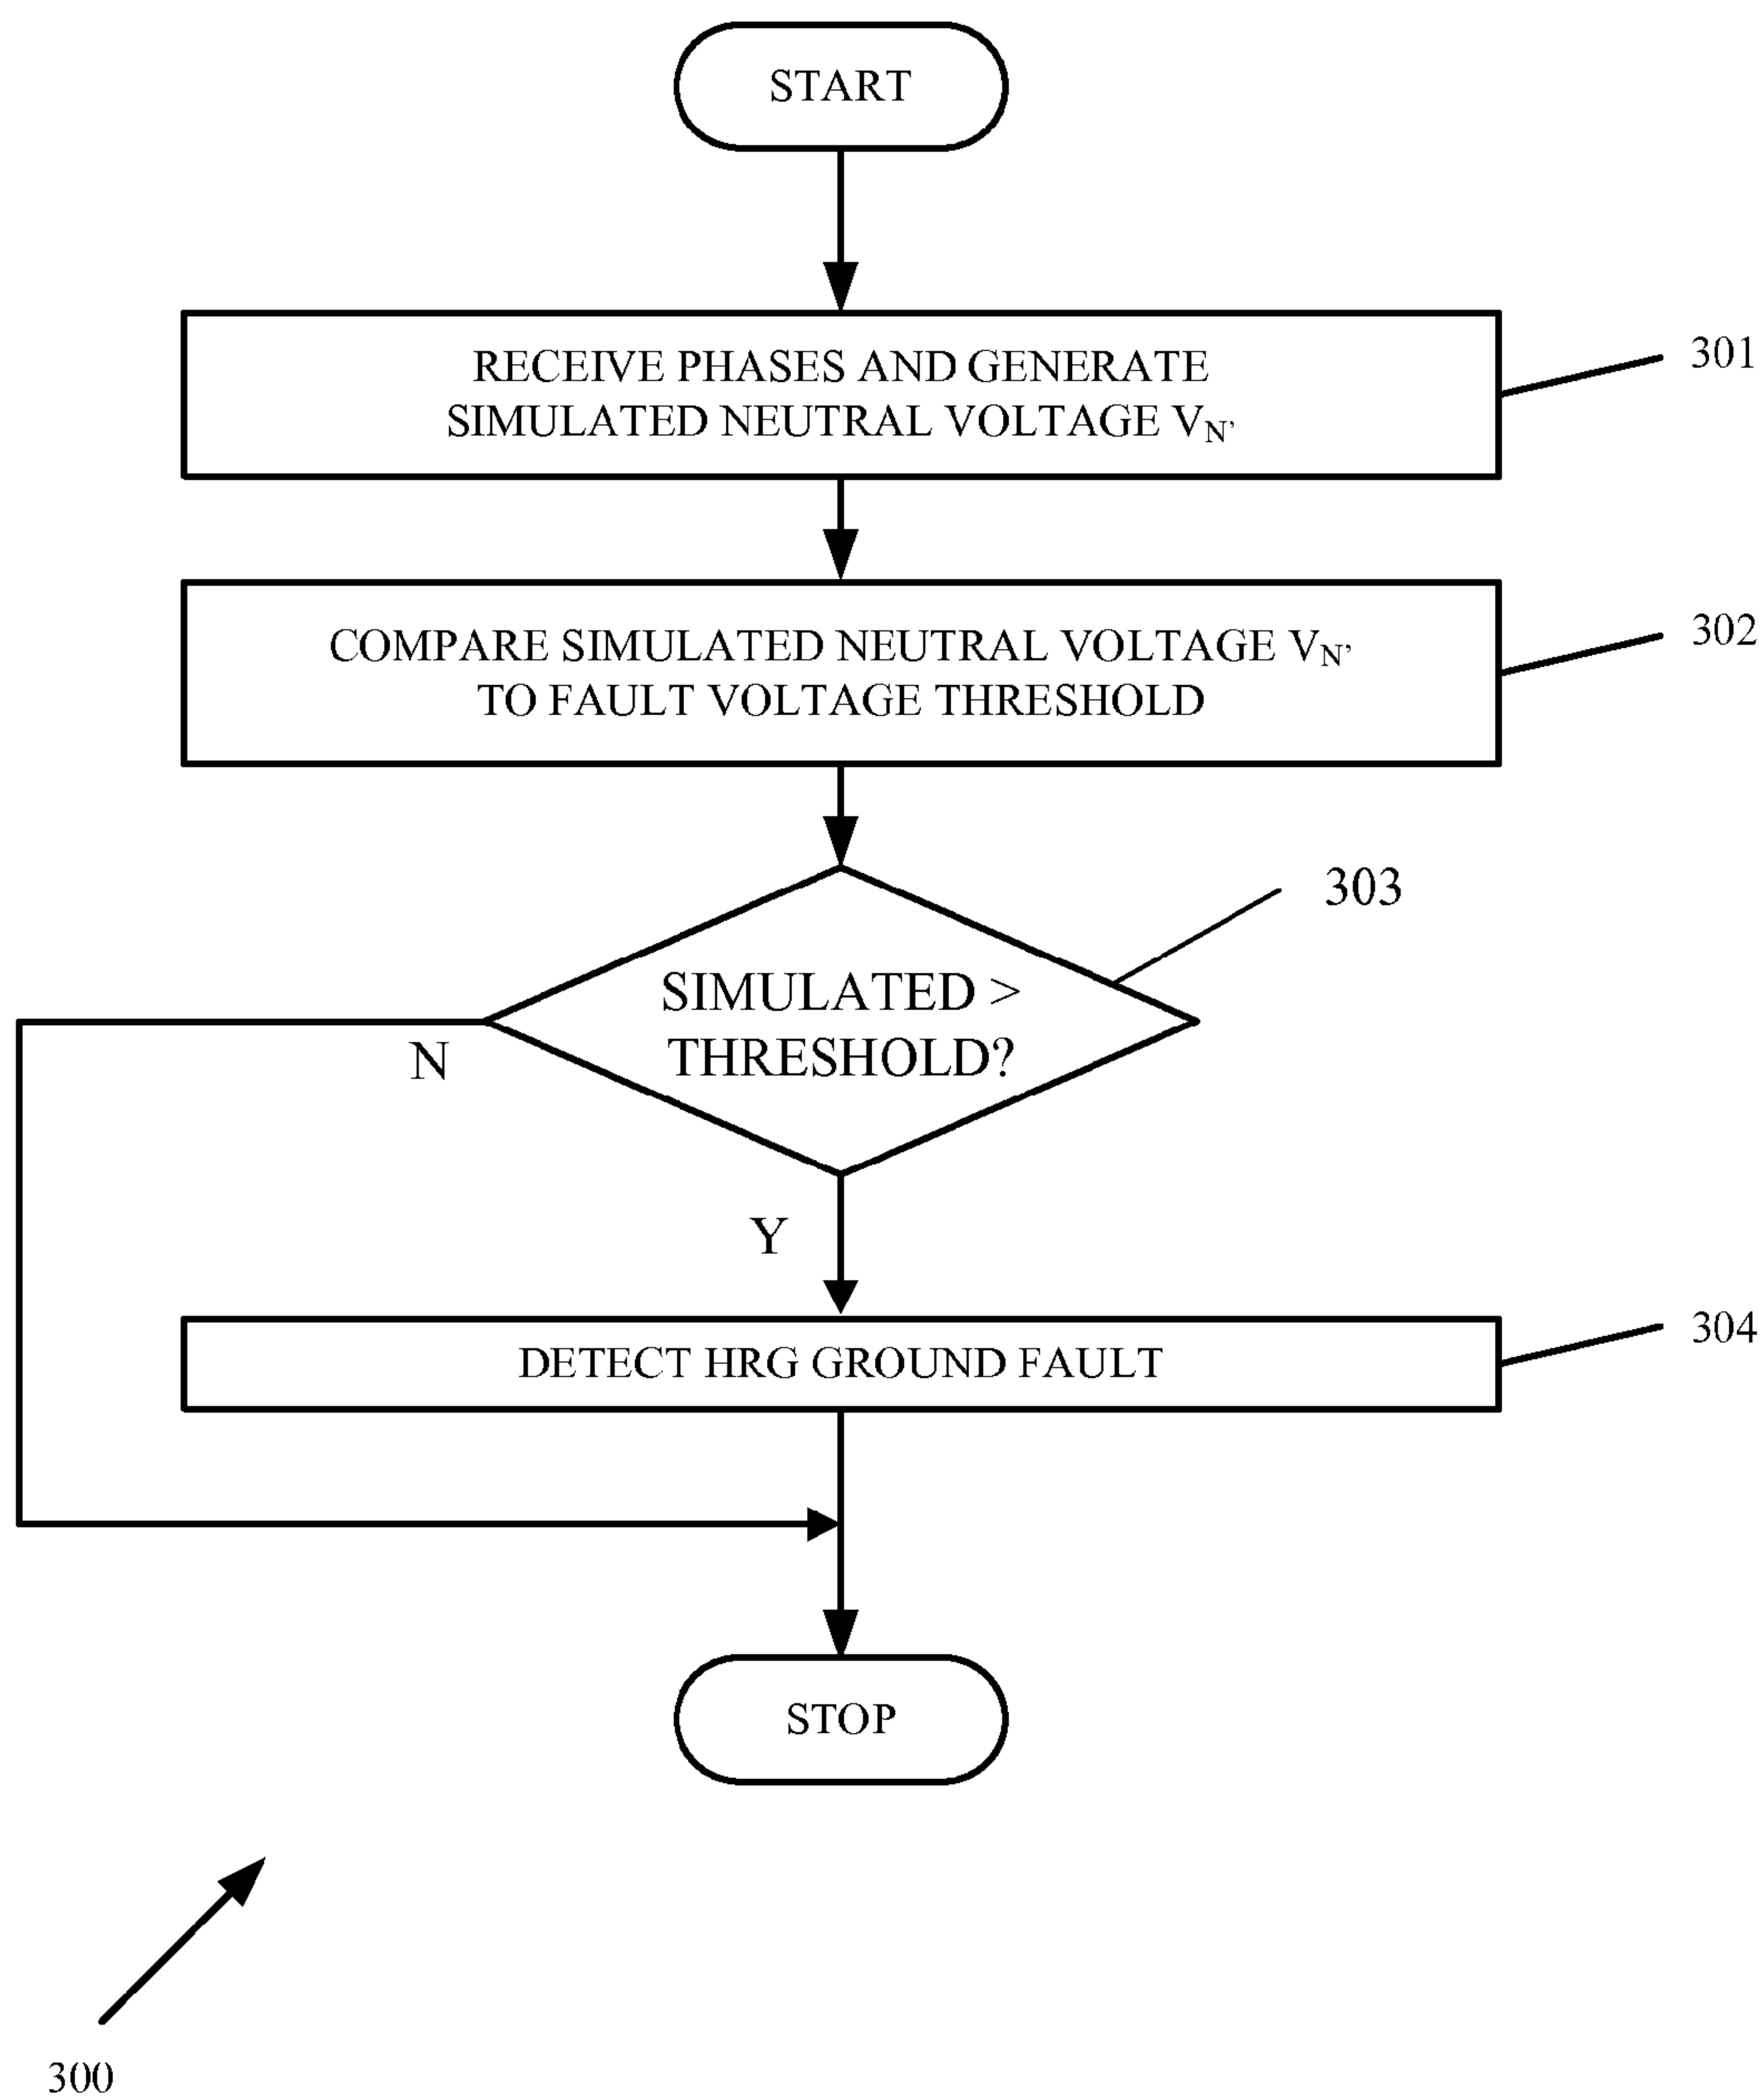 START
RECEIVE PHASES AND GENERATE
SIMULATED NEUTRAL VOLTAGE VN’
301
COMPARE SIMULATED NEUTRAL VOLTAGE VN’
TO FAULT VOLTAGE THRESHOLD
302
303
SIMULATED >
THRESHOLD?
N
Y
DETECT HRG GROUND FAULT
304
STOP
300